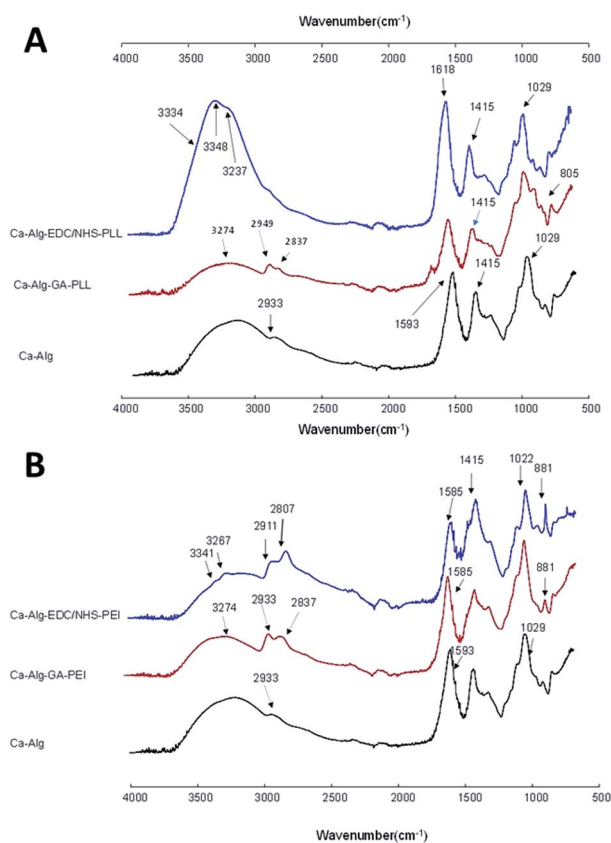 A
Wavenumber(cm-1)
4000 3500 3000 2500 2000 1500 1000 500
1618
1029
1415
3334
3348
3237
805
Ca-Alg-EDC/NHS-PLL
3274
2949
2837
1415
1029
Ca-Alg-GA-PLL
1415
2933
1593
Ca-Alg
4000 3500 3000 2500 2000 1500 1000 500
Wavenumber(cm-1)
B
1415
1022
881
1585
2807
2911
3267
3341
Ca-Alg-EDC/NHS-PEI
1585
881
3274
2933
2837
Ca-Alg-GA-PEI
1593
1029
2933
Ca-Alg
4000 3500 3000 2500 2000 1500 1000 500
Wavenumber(cm-1)